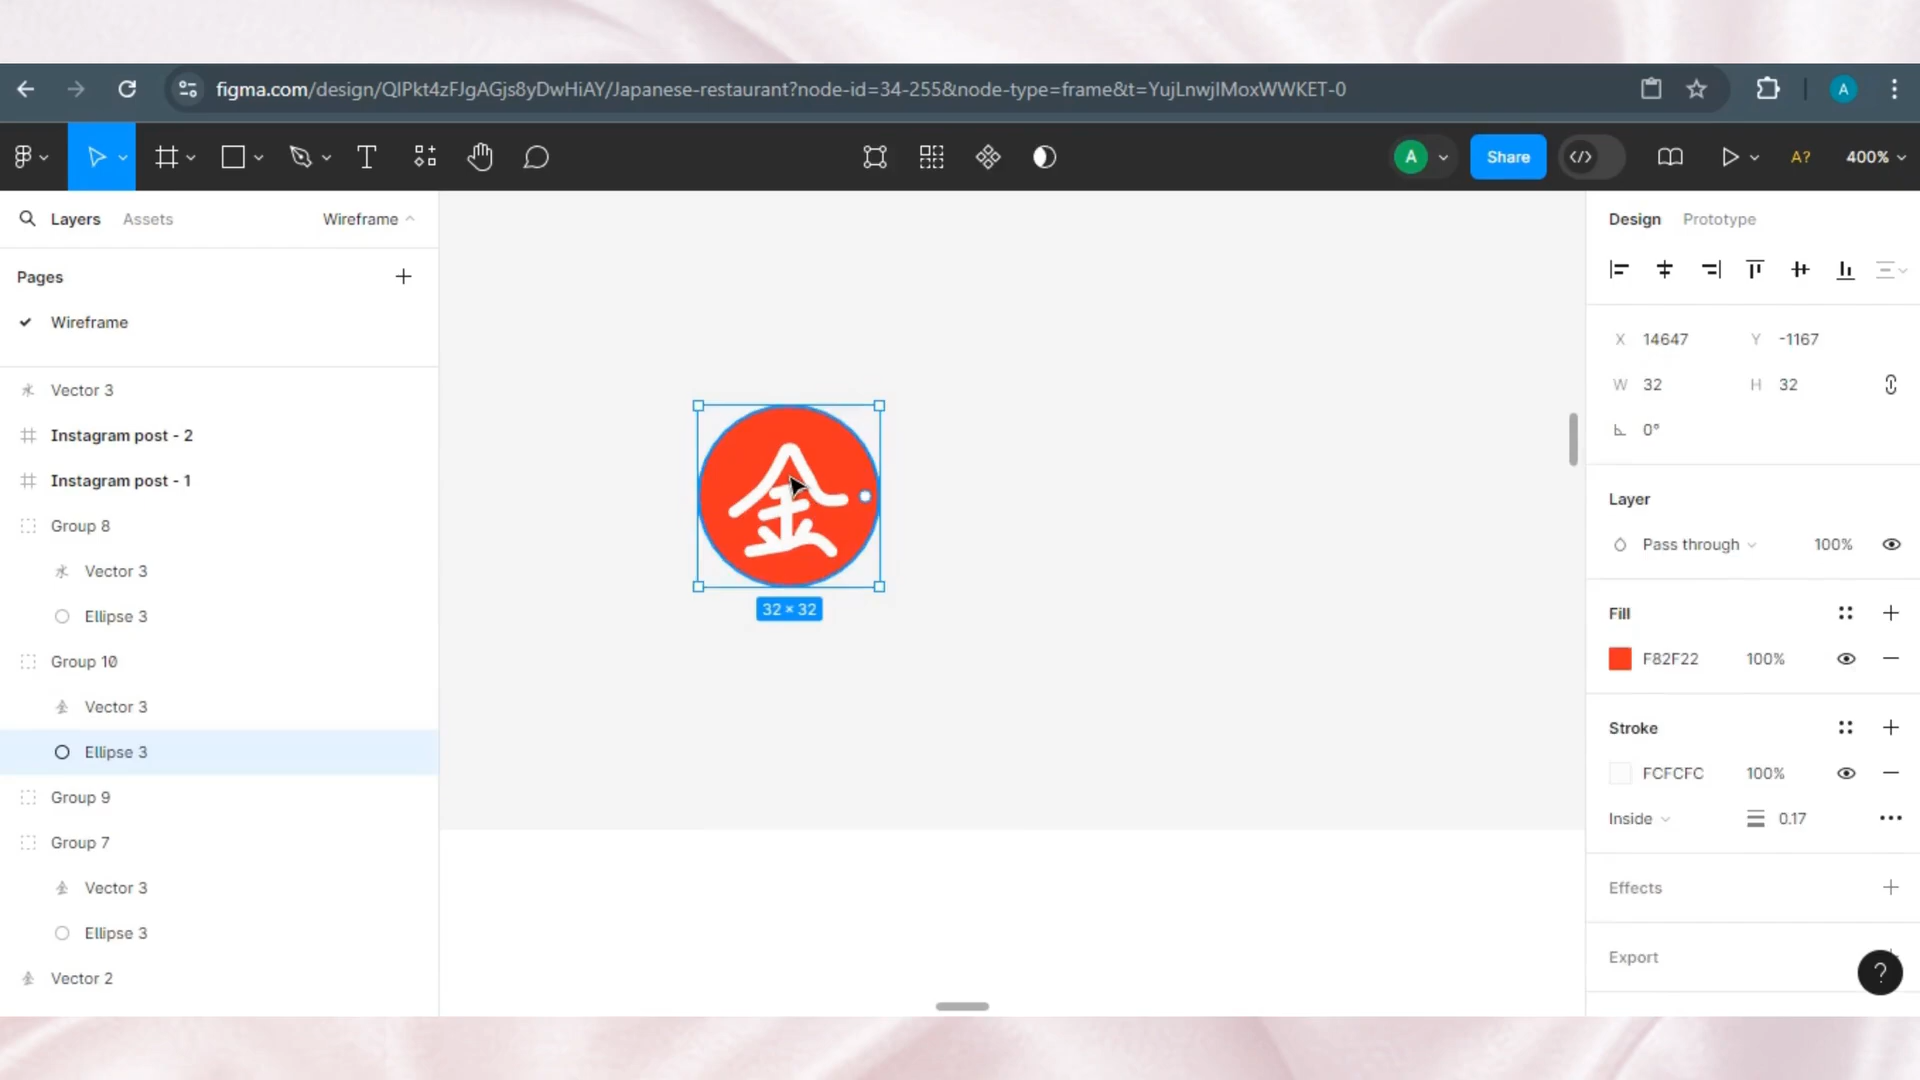 figma.com/design/QIPkt4zFJgAGjs8yDwHiAY/Japanese-restaurant?node-id=34-255&node-type=frame&t=YujLnwjIMoxWWKET-0
A
T
A
Share
A?
400%
Layers
Assets
Wireframe
Pages
Wireframe
Vector 3
Instagram post - 2
Instagram post - 1
Group 8
Vector 3
Ellipse 3
Group 10
Vector 3
Ellipse 3
Group 9
Group 7
Vector 3
Ellipse 3
Vector 2
金
32 × 32
Design
Prototype
X 14647
Y -1167
W 32
H 32
0°
Layer
Pass through
100%
Fill
F82F22
100%
Stroke
FCFCFC
100%
Inside
0.17
Effects
Export
?